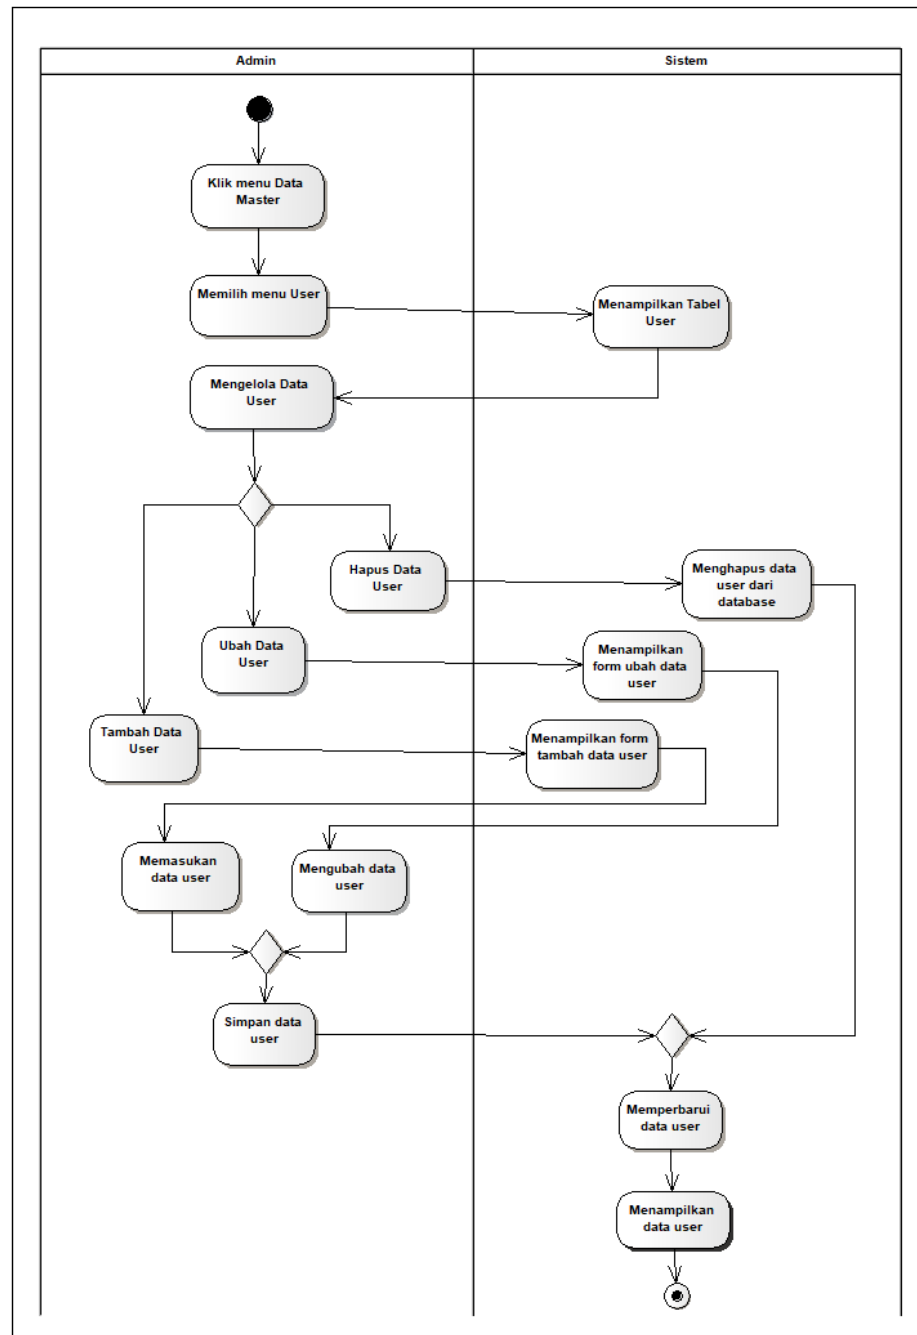 Admin
Sistem
Klik menu Data
Master
Memilih menu User
Menampilkan Tabel
User
Mengelola Data
User
Hapus Data
User
Menghapus data
user dari
database
Ubah Data
User
Menampilkan
form ubah data
user
Tambah Data
User
Menampilkan form
tambah data user
Memasukan
data user
Mengubah data
user
Simpan data
user
Memperbarui
data user
Menampilkan
data user